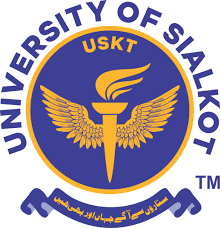 UNIVERSITY OF SIALKOT
USKT
TM
ستاروں سے آگے جہاں اور بھی ہیں